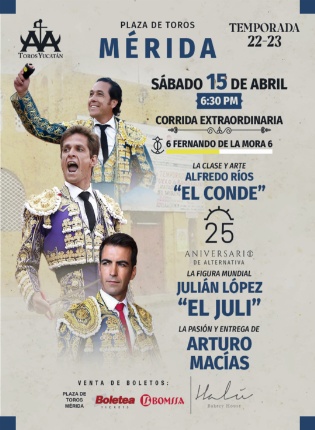 PLAZA DE TOROS
MÉRIDA
TOROS YUCATÁN
TEMPORADA
22-23
SÁBADO 15 DE ABRIL
6:30 PM
CORRIDA EXTRAORDINARIA
6 FERNANDO DE LA MORA 6
LA CLASE Y ARTE
ALFREDO RÍOS
"EL CONDE"
25
ANIVERSARIO
DE ALTERNATIVA
LA FIGURA MUNDIAL
JULIÁN LÓPEZ
"EL JULI"
LA PASIÓN Y ENTREGA DE
ARTURO
MACÍAS
VENTA DE BOLETOS:
PLAZA
DE TOROS
MÉRIDA
Boletea
BOMSSA